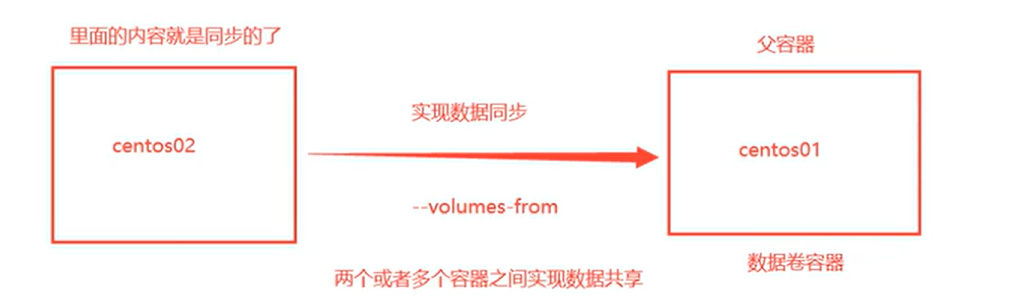 里面的内容就是同步的了
父容器
实现数据同步
centos02
centos01
--volumes-from
数据卷容器
两个或者多个容器之间实现数据共享